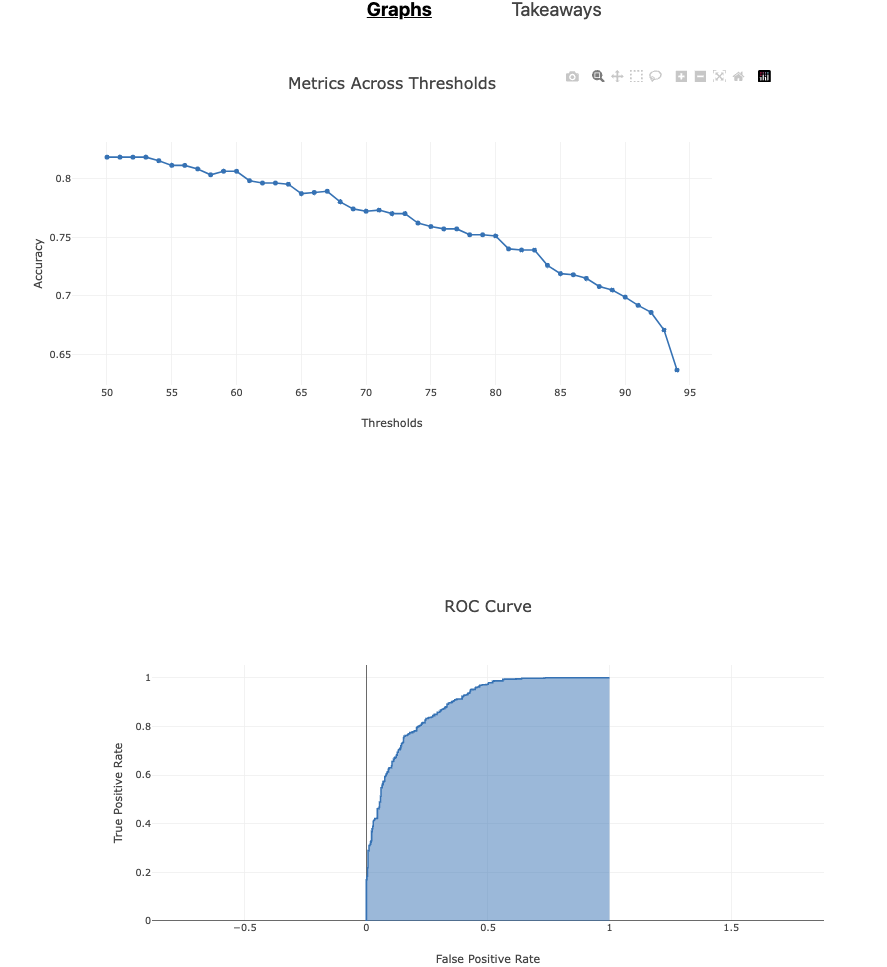 Graphs Takeaways
Metrics Across Thresholds
0.8
0.75
0.7
0.65
Accuracy
50 55 60 65 70 75 80 85 90 95
Thresholds
ROC Curve
1
0.8
0.6
0.4
0.2
0
True Positive Rate
−0.5 0 0.5 1 1.5
False Positive Rate